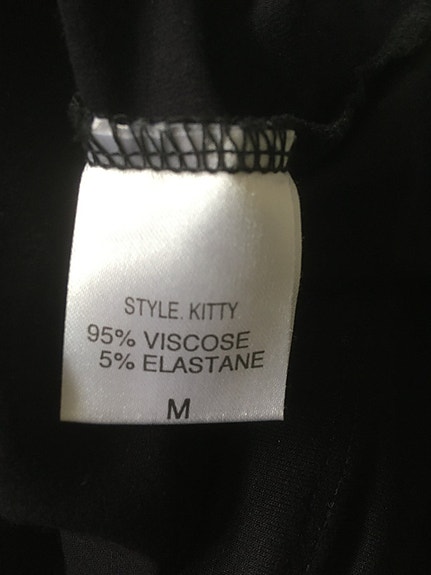 STYLE. KITTY
95% VISCOSE
5% ELASTANE
M